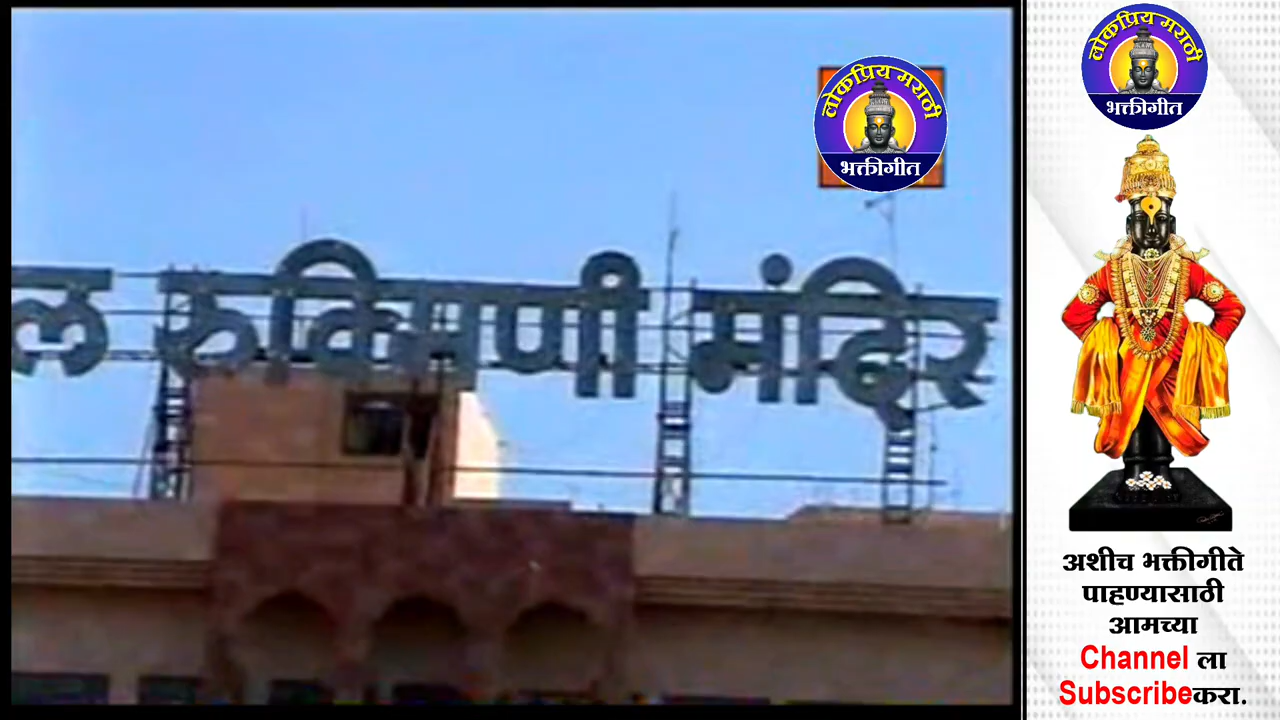 लोकप्रिय मराठी
भक्तीगीत
ल रुक्मिणी मंदिर
लोकप्रिय मराठी
भक्तीगीत
अशीच भक्तीगीते
पाहण्यासाठी
आमच्या
Channel ला
Subscribeकरा.